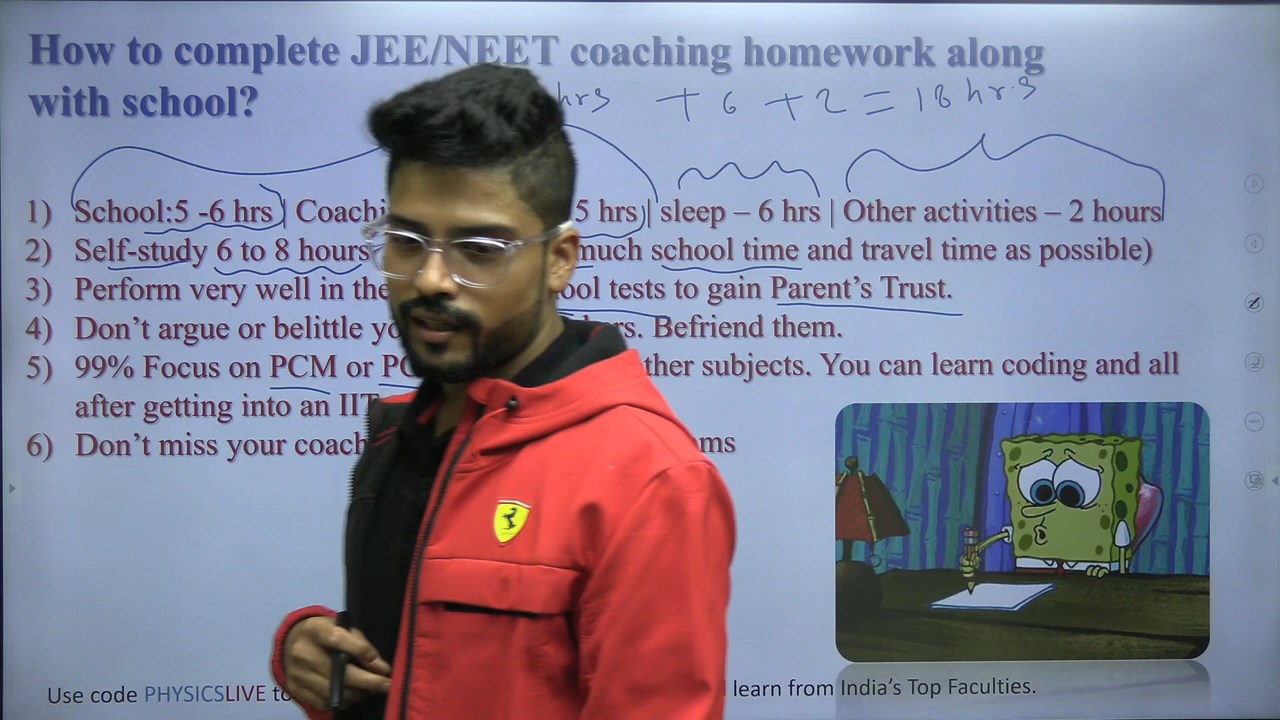 How to complete JEE/NEET coaching homework along
with school?
hrs + 6 + 2 = 18 hr.s
1) School:5 -6 hrs | Coachi 5 hrs | sleep – 6 hrs | Other activities – 2 hours
2) Self-study 6 to 8 hours much school time and travel time as possible)
3) Perform very well in the ool tests to gain Parent's Trust.
4) Don't argue or belittle yo rs. Befriend them.
5) 99% Focus on PCM or PC ther subjects. You can learn coding and all
after getting into an IIT
6) Don't miss your coach ms
Use code PHYSICSLIVE to learn from India's Top Faculties.